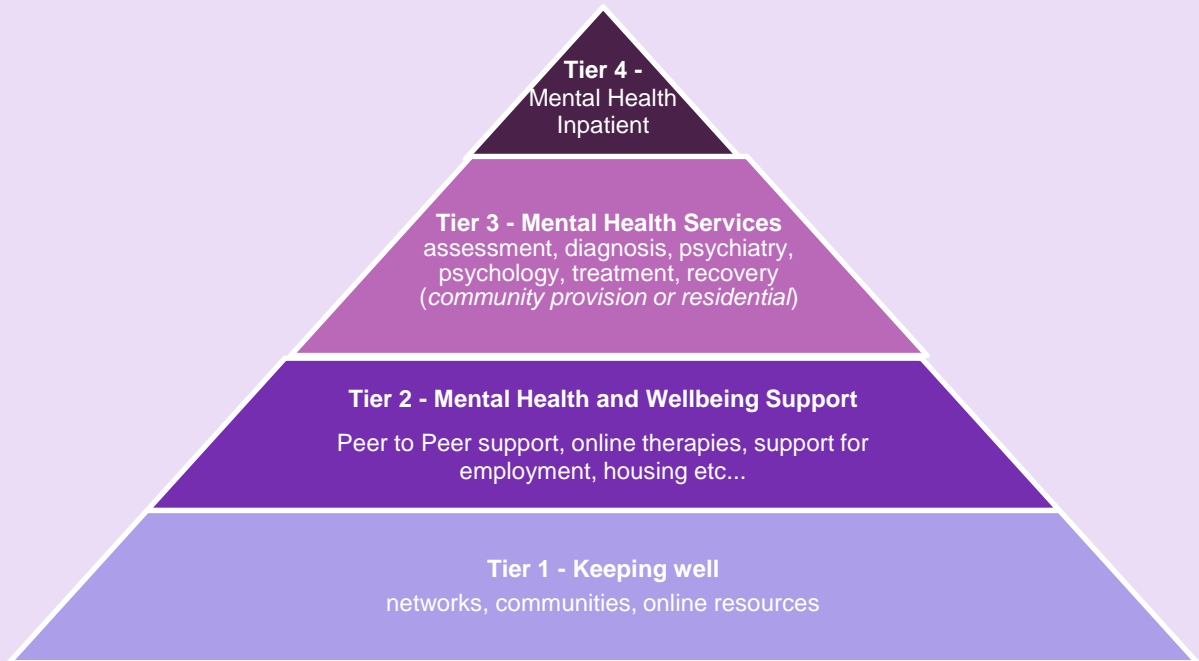 Tier 4 -
Mental Health
Inpatient
Tier 3 - Mental Health Services
assessment, diagnosis, psychiatry,
psychology, treatment, recovery
(community provision or residential)
Tier 2 - Mental Health and Wellbeing Support
Peer to Peer support, online therapies, support for
employment, housing etc...
Tier 1 - Keeping well
networks, communities, online resources